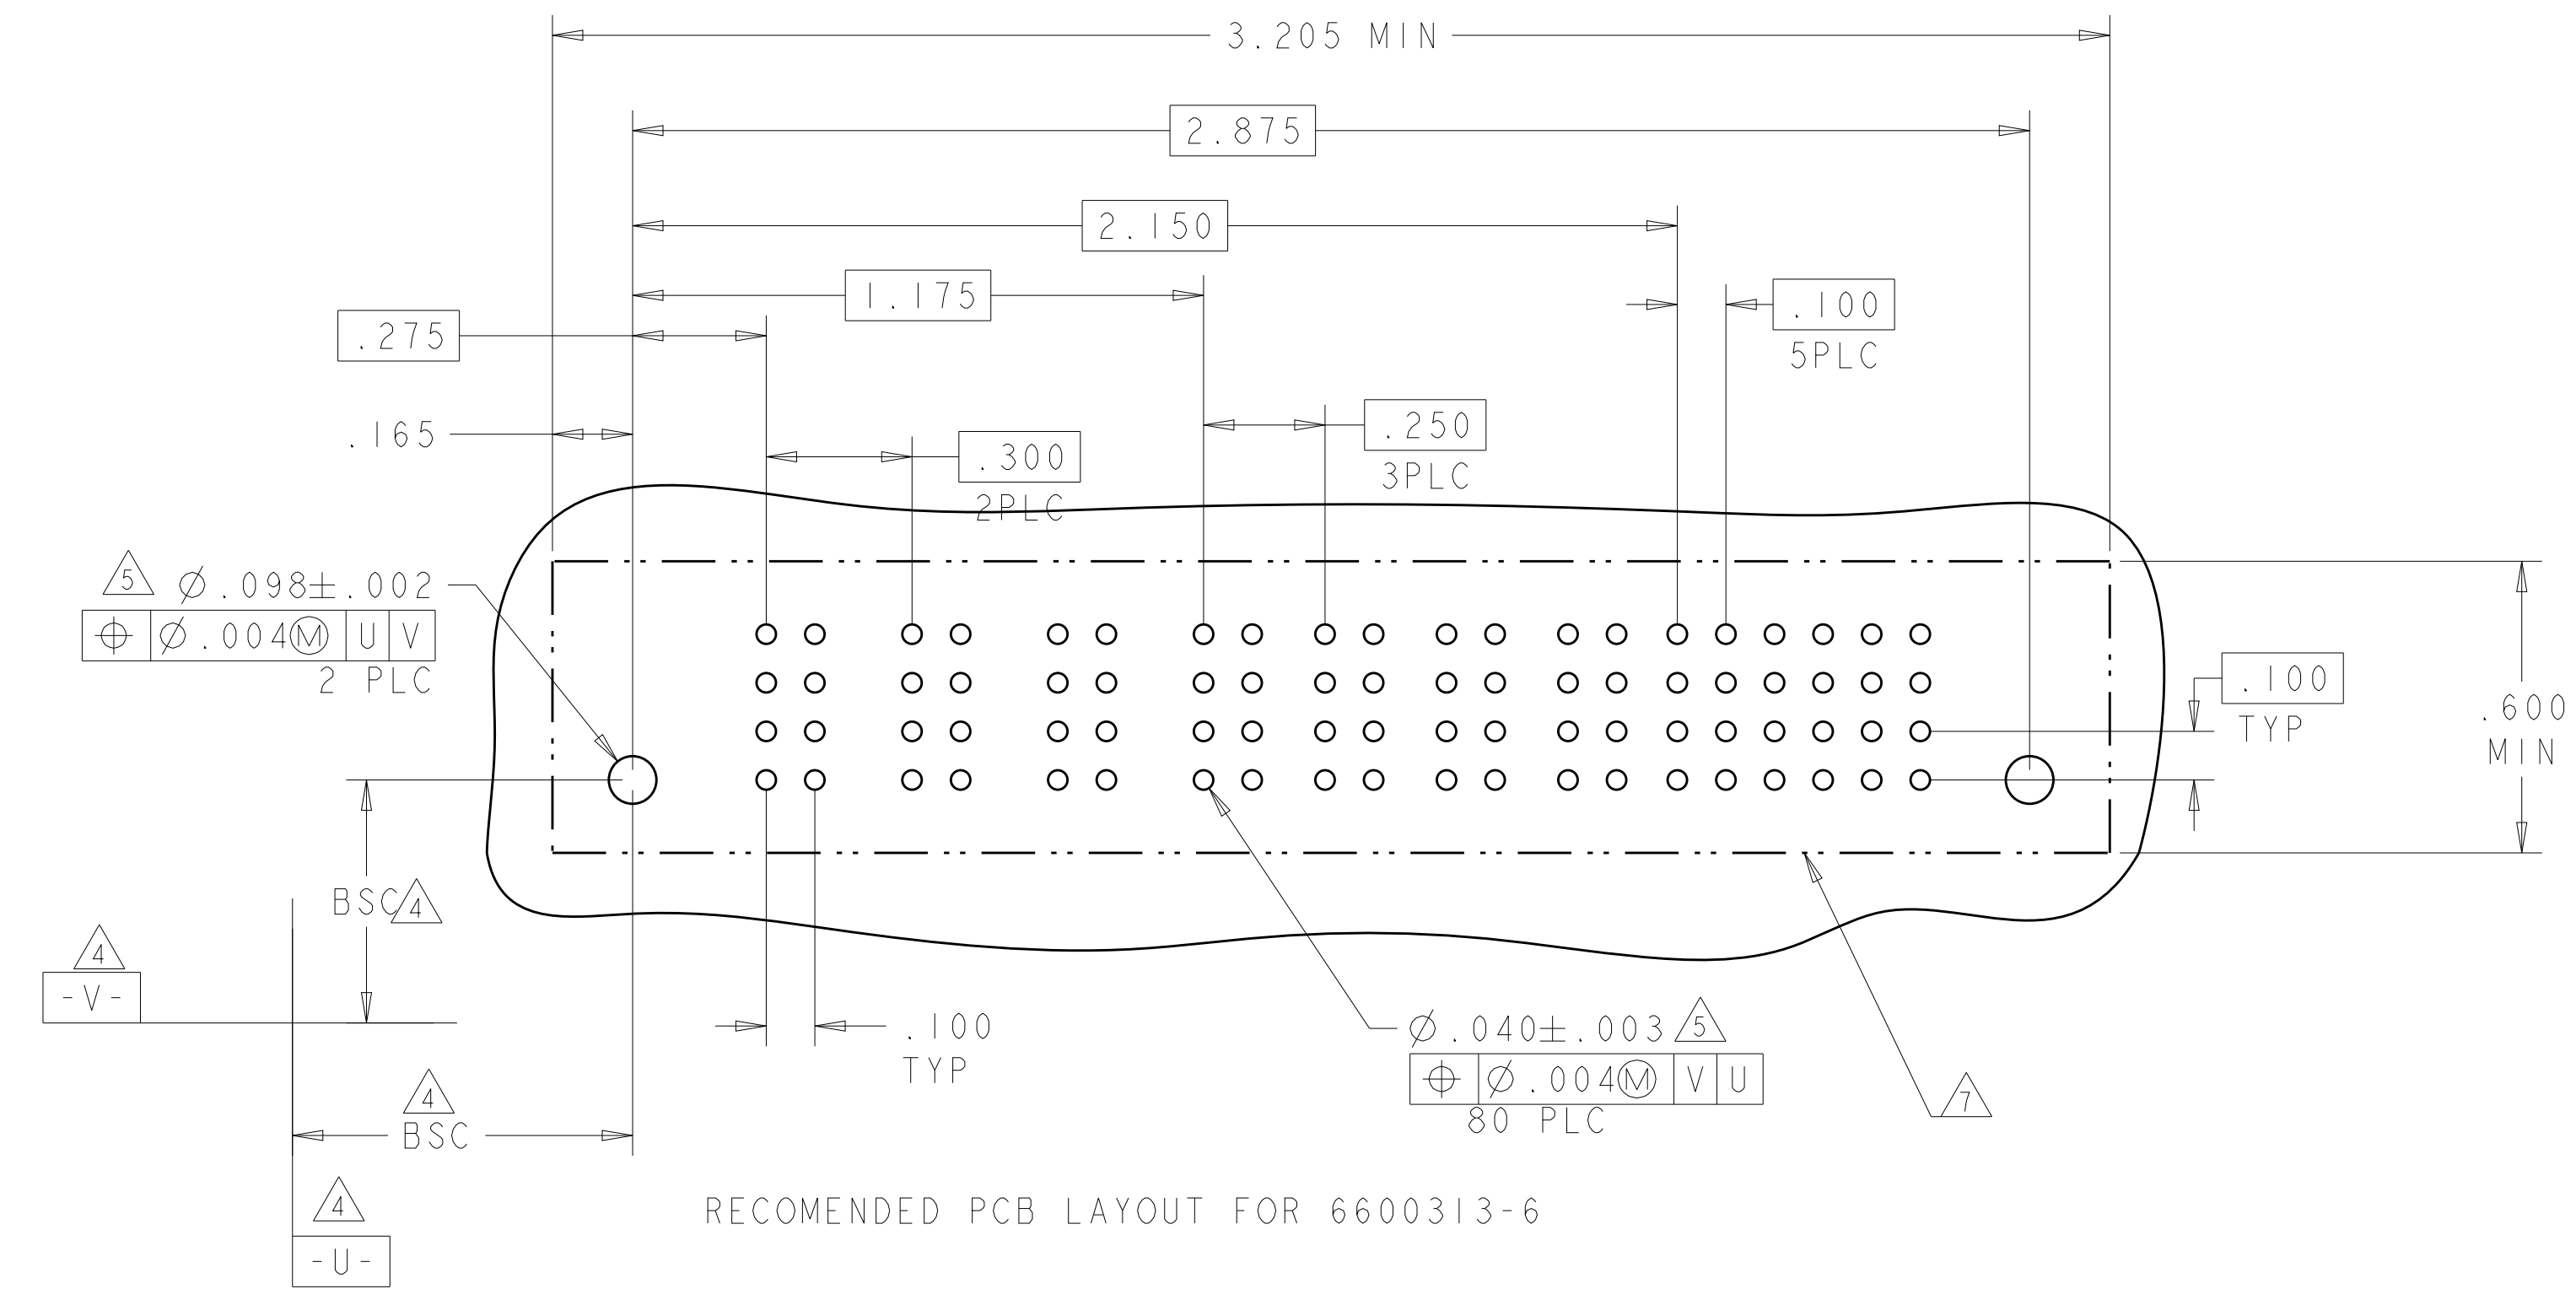 3.205 MIN
2.875
2.150
1.175
.100
5PLC
.275
.165
.250
3PLC
.300
2PLC
5 Ø.098±.002
⌖ Ø.004Ⓜ U V
2 PLC
.100
TYP
.600
MIN
BSC 4
4
-V-
.100
TYP
Ø.040±.003 5
⌖ Ø.004Ⓜ V U
80 PLC
7
4
BSC
4
-U-
RECOMENDED PCB LAYOUT FOR 6600313-6